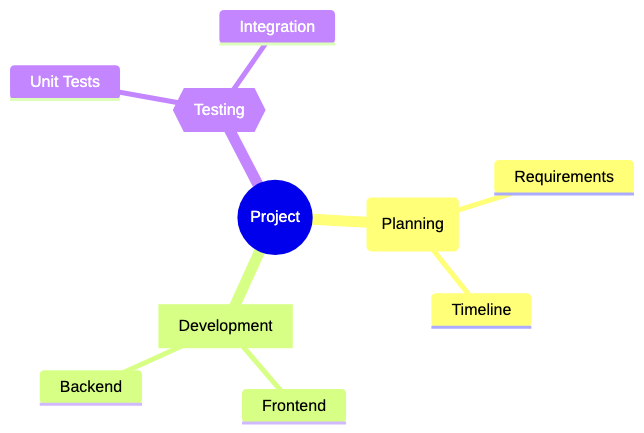 Integration
Unit Tests
Testing
Requirements
Project
Planning
Timeline
Development
Backend
Frontend